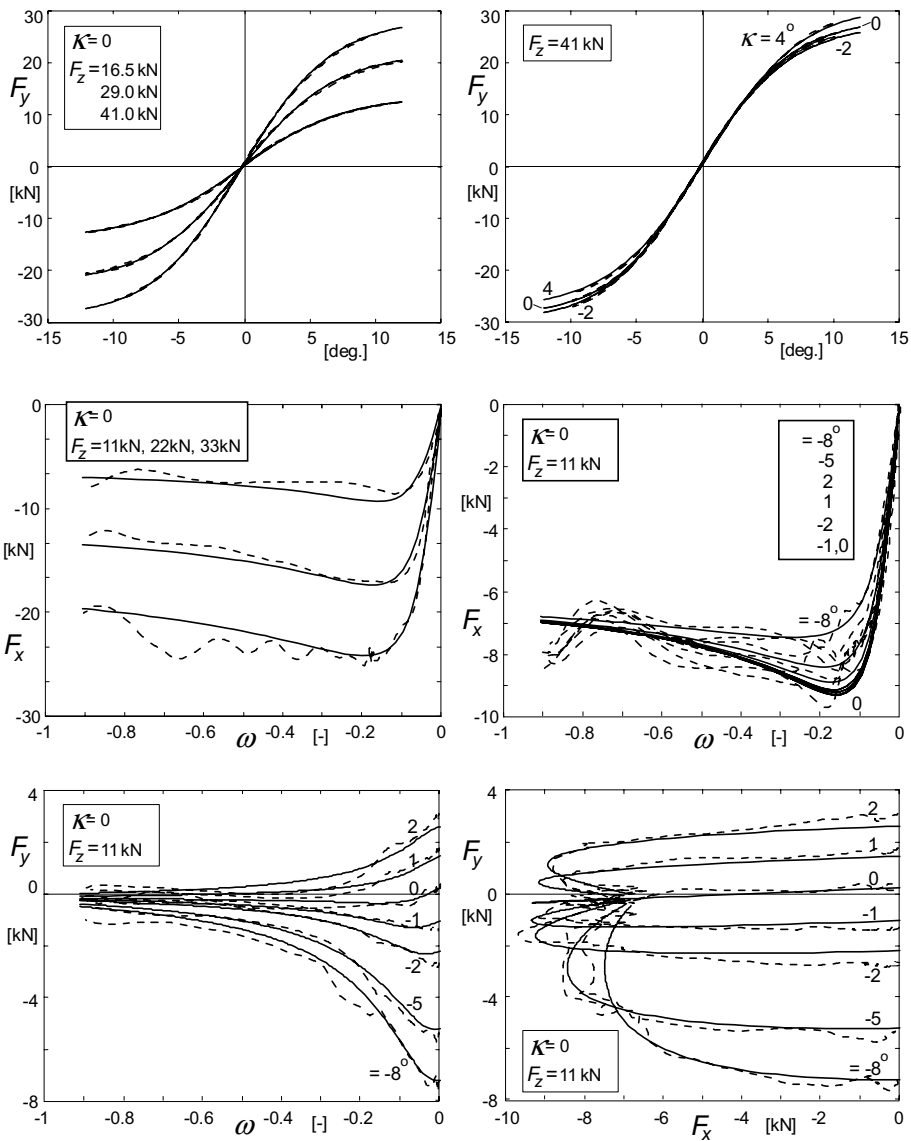 30
20
10
0
-10
-20
-30
F_y
[kN]
κ= 0
F_z = 16.5 kN
29.0 kN
41.0 kN
-15 -10 -5 0 5 10 15
[deg.]
30
20
10
0
-10
-20
-30
F_y
[kN]
F_z = 41 kN
κ = 4°
0
-2
4
0
-2
-15 -10 -5 0 5 10 15
[deg.]
0
-10
[kN]
-20
F_x
-30
κ= 0
F_z = 11kN, 22kN, 33kN
-1 -0.8 -0.6 -0.4 -0.2 0
ω [-]
0
-2
[kN]
-4
-6
F_x
-8
-10
κ= 0
F_z = 11 kN
= -8°
-5
2
1
-2
-1,0
= -8°
0
-1 -0.8 -0.6 -0.4 -0.2 0
ω [-]
4
F_y
0
[kN]
-4
-8
κ= 0
F_z = 11 kN
2
1
0
-1
-2
-5
= -8°
-1 -0.8 -0.6 -0.4 -0.2 0
ω [-]
4
F_y
0
[kN]
-4
-8
2
1
0
-1
-2
-5
= -8°
κ= 0
F_z = 11 kN
-10 -8 -6 -4 -2 0
F_x [kN]